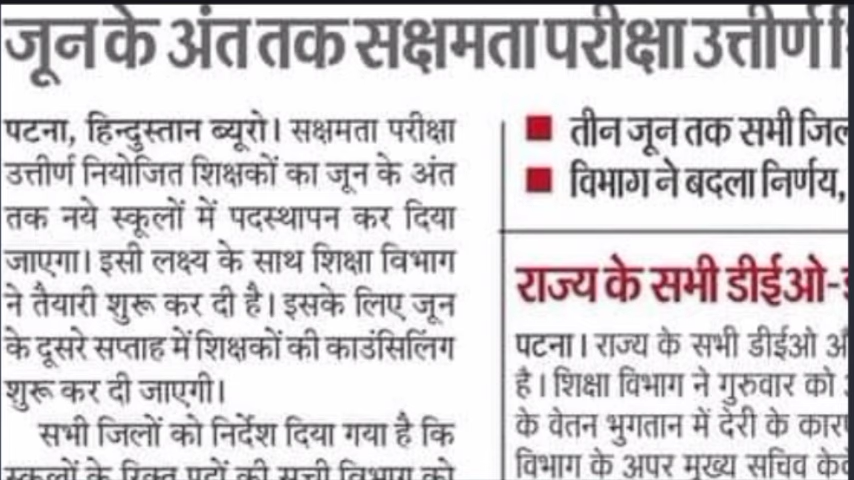 जून के अंत तक सक्षमता परीक्षा उत्तीर्ण
पटना, हिन्दुस्तान ब्यूरो। सक्षमता परीक्षा
उत्तीर्ण नियोजित शिक्षकों का जून के अंत
तक नये स्कूलों में पदस्थापन कर दिया
जाएगा। इसी लक्ष्य के साथ शिक्षा विभाग
ने तैयारी शुरू कर दी है। इसके लिए जून
के दूसरे सप्ताह में शिक्षकों की काउंसिलिंग
शुरू कर दी जाएगी।
सभी जिलों को निर्देश दिया गया है कि
स्कूलों के रिक्त पदों की सूची विभाग को
तीन जून तक सभी
विभाग ने बदला निर्णय,
राज्य के सभी डीईओ-
पटना। राज्य के सभी डीईओ
है। शिक्षा विभाग ने गुरुवार को
के वेतन भुगतान में देरी के
विभाग के अपर मुख्य सचिव